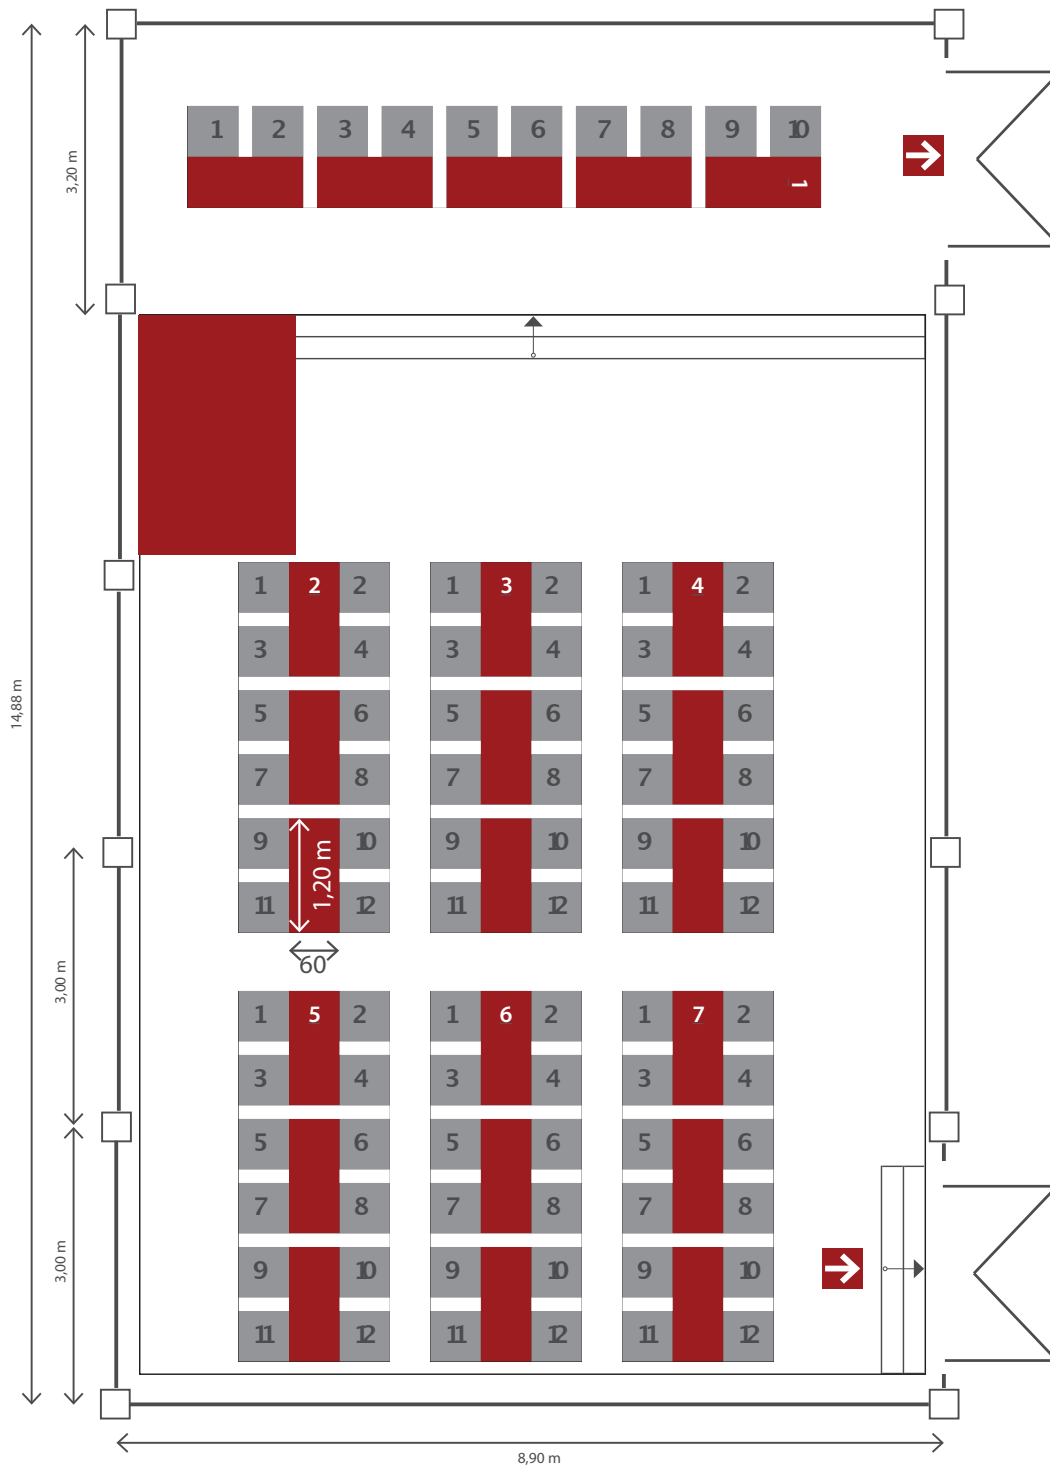 1 2 3 4 5 6 7 8 9 10
1
3,20 m
14,88 m
1 2 2 1 3 2 1 4 2
3 4 3 4 3 4
5 6 5 6 5 6
7 8 7 8 7 8
9 10 9 10 9 10
1,20 m
11 12 11 12 11 12
60
3,00 m
1 5 2 1 6 2 1 7 2
3 4 3 4 3 4
5 6 5 6 5 6
7 8 7 8 7 8
9 10 9 10 9 10
11 12 11 12 11 12
3,00 m
8,90 m